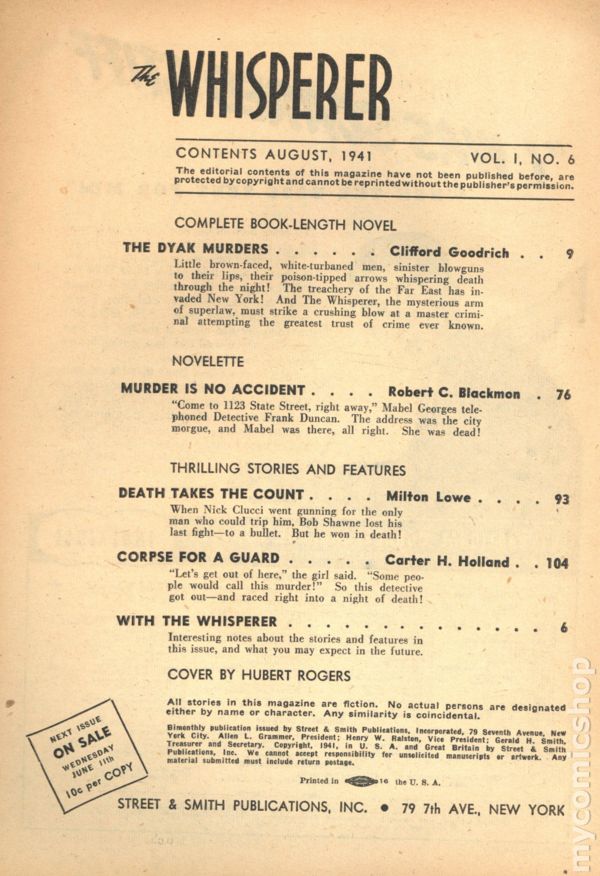 The WHISPERER
CONTENTS AUGUST, 1941 VOL. I, NO. 6
The editorial contents of this magazine have not been published before, are
protected by copyright and cannot be reprinted without the publisher's permission.
COMPLETE BOOK-LENGTH NOVEL
THE DYAK MURDERS . . . . . . Clifford Goodrich . . 9
Little brown-faced, white-turbaned men, sinister blowguns
to their lips, their poison-tipped arrows whispering death
through the night! The treachery of the Far East has in-
vaded New York! And The Whisperer, the mysterious arm
of superlaw, must strike a crushing blow at a master crimi-
nal attempting the greatest trust of crime ever known.
NOVELETTE
MURDER IS NO ACCIDENT . . . . Robert C. Blackmon . 76
"Come to 1123 State Street, right away," Mabel Georges tele-
phoned Detective Frank Duncan. The address was the city
morgue, and Mabel was there, all right. She was dead!
THRILLING STORIES AND FEATURES
DEATH TAKES THE COUNT . . . . Milton Lowe . . . . 93
When Nick Clucci went gunning for the only
man who could trip him, Bob Shawne lost his
last fight—to a bullet. But he won in death!
CORPSE FOR A GUARD . . . . . Carter H. Holland . . 104
"Let's get out of here," the girl said. "Some peo-
ple would call this murder!" So this detective
got out—and raced right into a night of death!
WITH THE WHISPERER . . . . . . . . . . . . . . 6
Interesting notes about the stories and features in
this issue, and what you may expect in the future.
COVER BY HUBERT ROGERS
All stories in this magazine are fiction. No actual persons are designated
either by name or character. Any similarity is coincidental.
Bimonthly publication issued by Street & Smith Publications, Incorporated, 79 Seventh Avenue, New
York City. Allen L. Grammer, President; Henry W. Ralston, Vice President; Gerald H. Smith,
Treasurer and Secretary. Copyright, 1941, in U. S. A. and Great Britain by Street & Smith
Publications, Inc. We cannot accept responsibility for unsolicited manuscripts or artwork. Any
material submitted must include return postage.
Printed in 16 the U. S. A.
STREET & SMITH PUBLICATIONS, INC. • 79 7th AVE., NEW YORK
NEXT ISSUE
ON SALE
WEDNESDAY
JUNE 11th
10c per COPY
mycomicshop